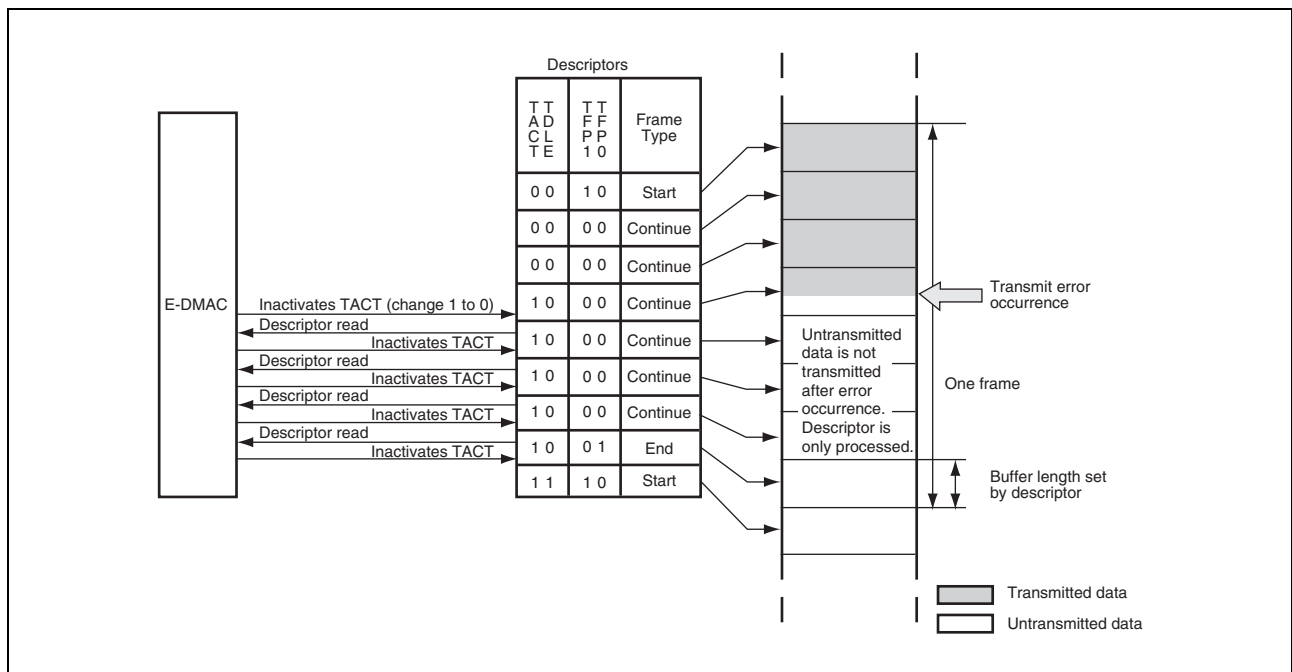 Descriptors
TACT TDLE TFP1 TFP0 Frame Type
0 0 1 0 Start
0 0 0 0 Continue
0 0 0 0 Continue
1 0 0 0 Continue
1 0 0 0 Continue
1 0 0 0 Continue
1 0 0 0 Continue
1 0 0 1 End
1 1 1 0 Start
E-DMAC
Inactivates TACT (change 1 to 0)
Descriptor read
Inactivates TACT
Descriptor read
Inactivates TACT
Descriptor read
Inactivates TACT
Descriptor read
Inactivates TACT
Untransmitted
data is not
transmitted
after error
occurrence.
Descriptor is
only processed.
Transmit error
occurrence
One frame
Buffer length set
by descriptor
Transmitted data
Untransmitted data